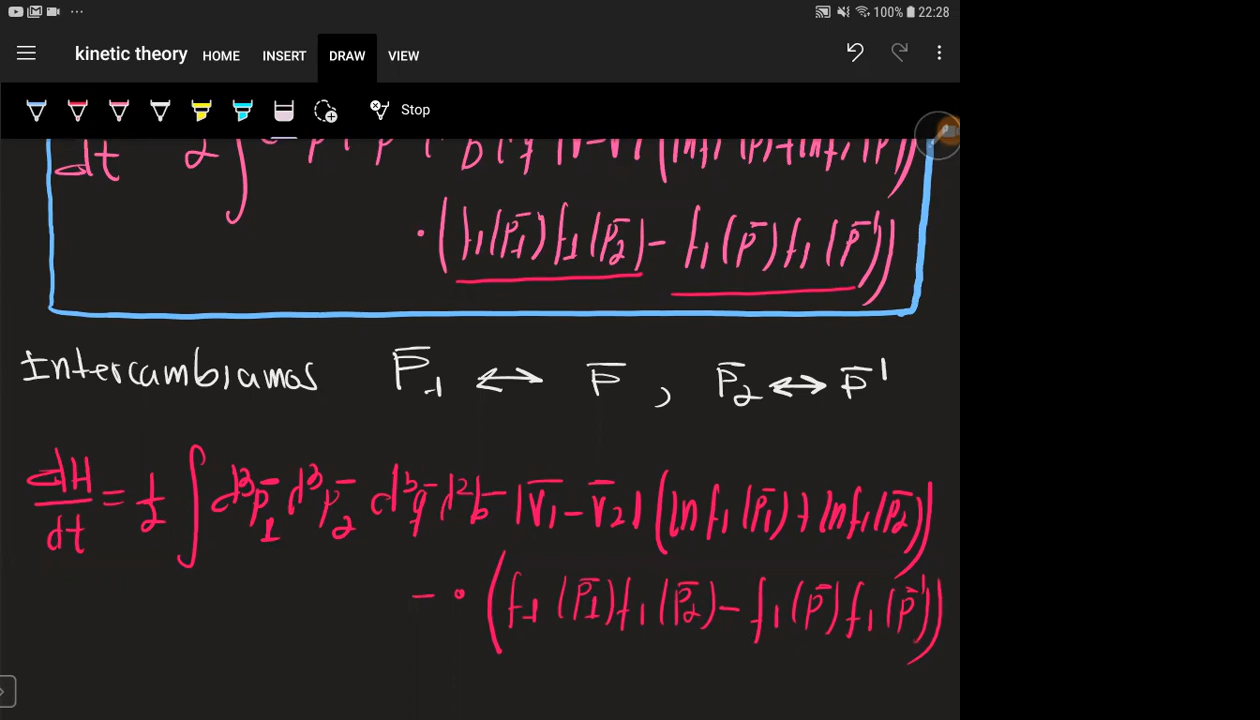 100% 22:28
kinetic theory HOME INSERT DRAW VIEW
Stop
dt 2 ∫
· (f₁(p̄₁)f₁(p̄₂) − f₁(p̄)f₁(p̄'))
Intercambiamos P̄₁ ↔ P̄ , P̄₂ ↔ P̄'
dH/dt = 1/2 ∫ d³p̄₁ d³p̄₂ d³q̄ d²b − |V̄₁ − V̄₂| (ln f₁(p̄₁) + ln f₁(p̄₂))
− · (f₁(p̄₁)f₁(p̄₂) − f₁(p̄)f₁(p̄'))